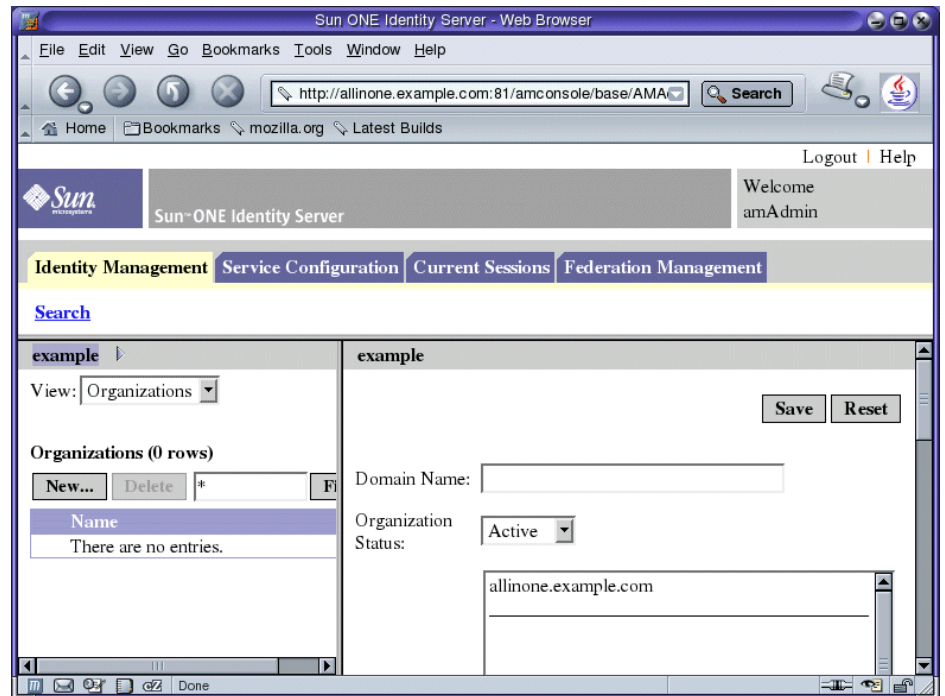 Sun ONE Identity Server - Web Browser
File Edit View Go Bookmarks Tools Window Help
http://allinone.example.com:81/amconsole/base/AMA
Search
Home Bookmarks mozilla.org Latest Builds
Logout | Help
Sun
microsystems
Sun™ ONE Identity Server
Welcome
amAdmin
Identity Management Service Configuration Current Sessions Federation Management
Search
example
View: Organizations
Organizations (0 rows)
New... Delete * Fi
Name
There are no entries.
example
Save Reset
Domain Name:
Organization
Status:
Active
allinone.example.com
Done